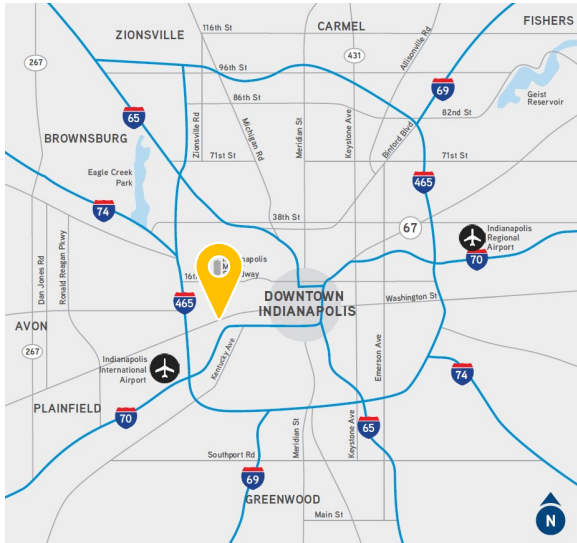 ZIONSVILLE
116th St
CARMEL
FISHERS
267
96th St
431
Allisonville Rd
69
86th St
82nd St
Geist
Reservoir
65
BROWNSBURG
Zionsville Rd
Michigan Rd
Meridian St
Keystone Ave
Binford Blvd
71st St
71st St
Eagle Creek
Park
465
74
38th St
67
Indianapolis
Regional
Airport
70
Dan Jones Rd
Ronald Reagan Pkwy
465
DOWNTOWN
INDIANAPOLIS
Washington St
AVON
267
Indianapolis
International
Airport
Kentucky Ave
Emerson Ave
74
PLAINFIELD
70
65
Meridian St
Keystone Ave
Southport Rd
69
GREENWOOD
Main St
N